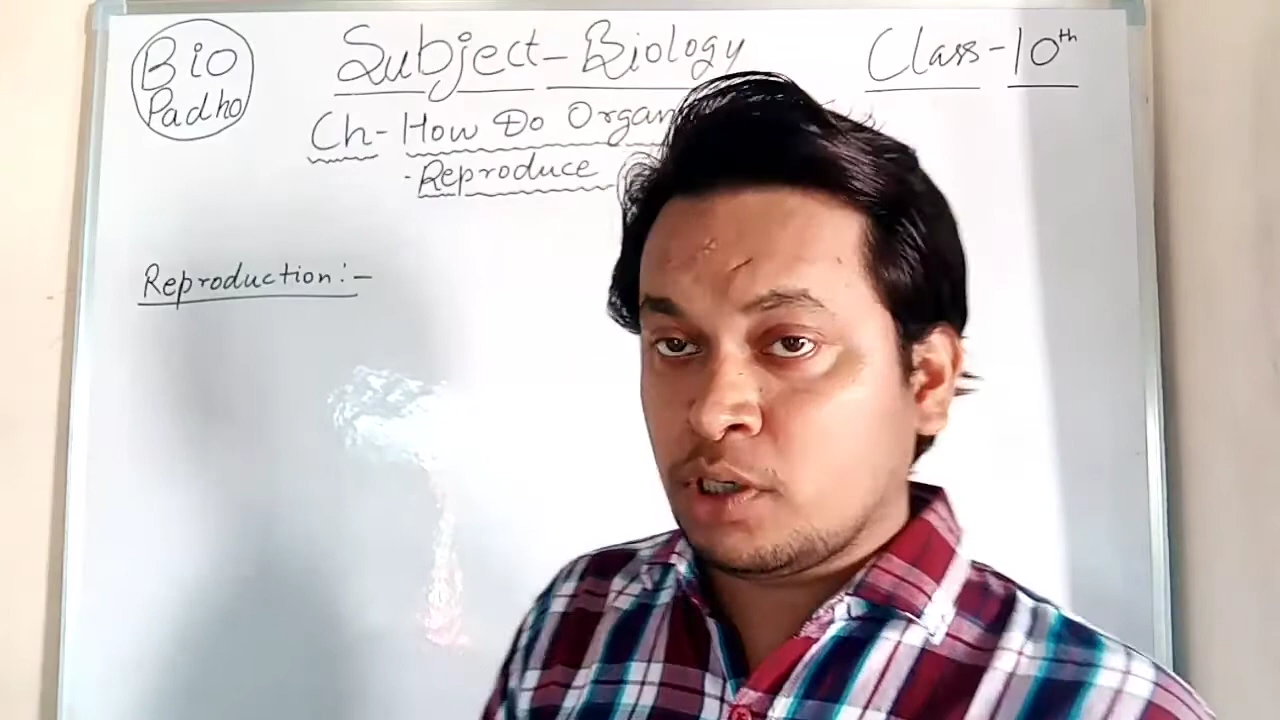 Bio
Padho
Subject-Biology
Class-10th
Ch- How Do
Reproduce
Reproduction:-